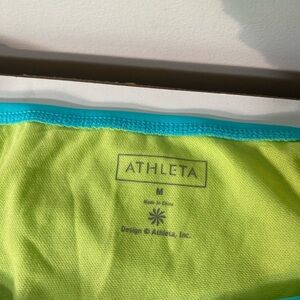 ATHLETA
M
Made in China
Design © Athleta, Inc.